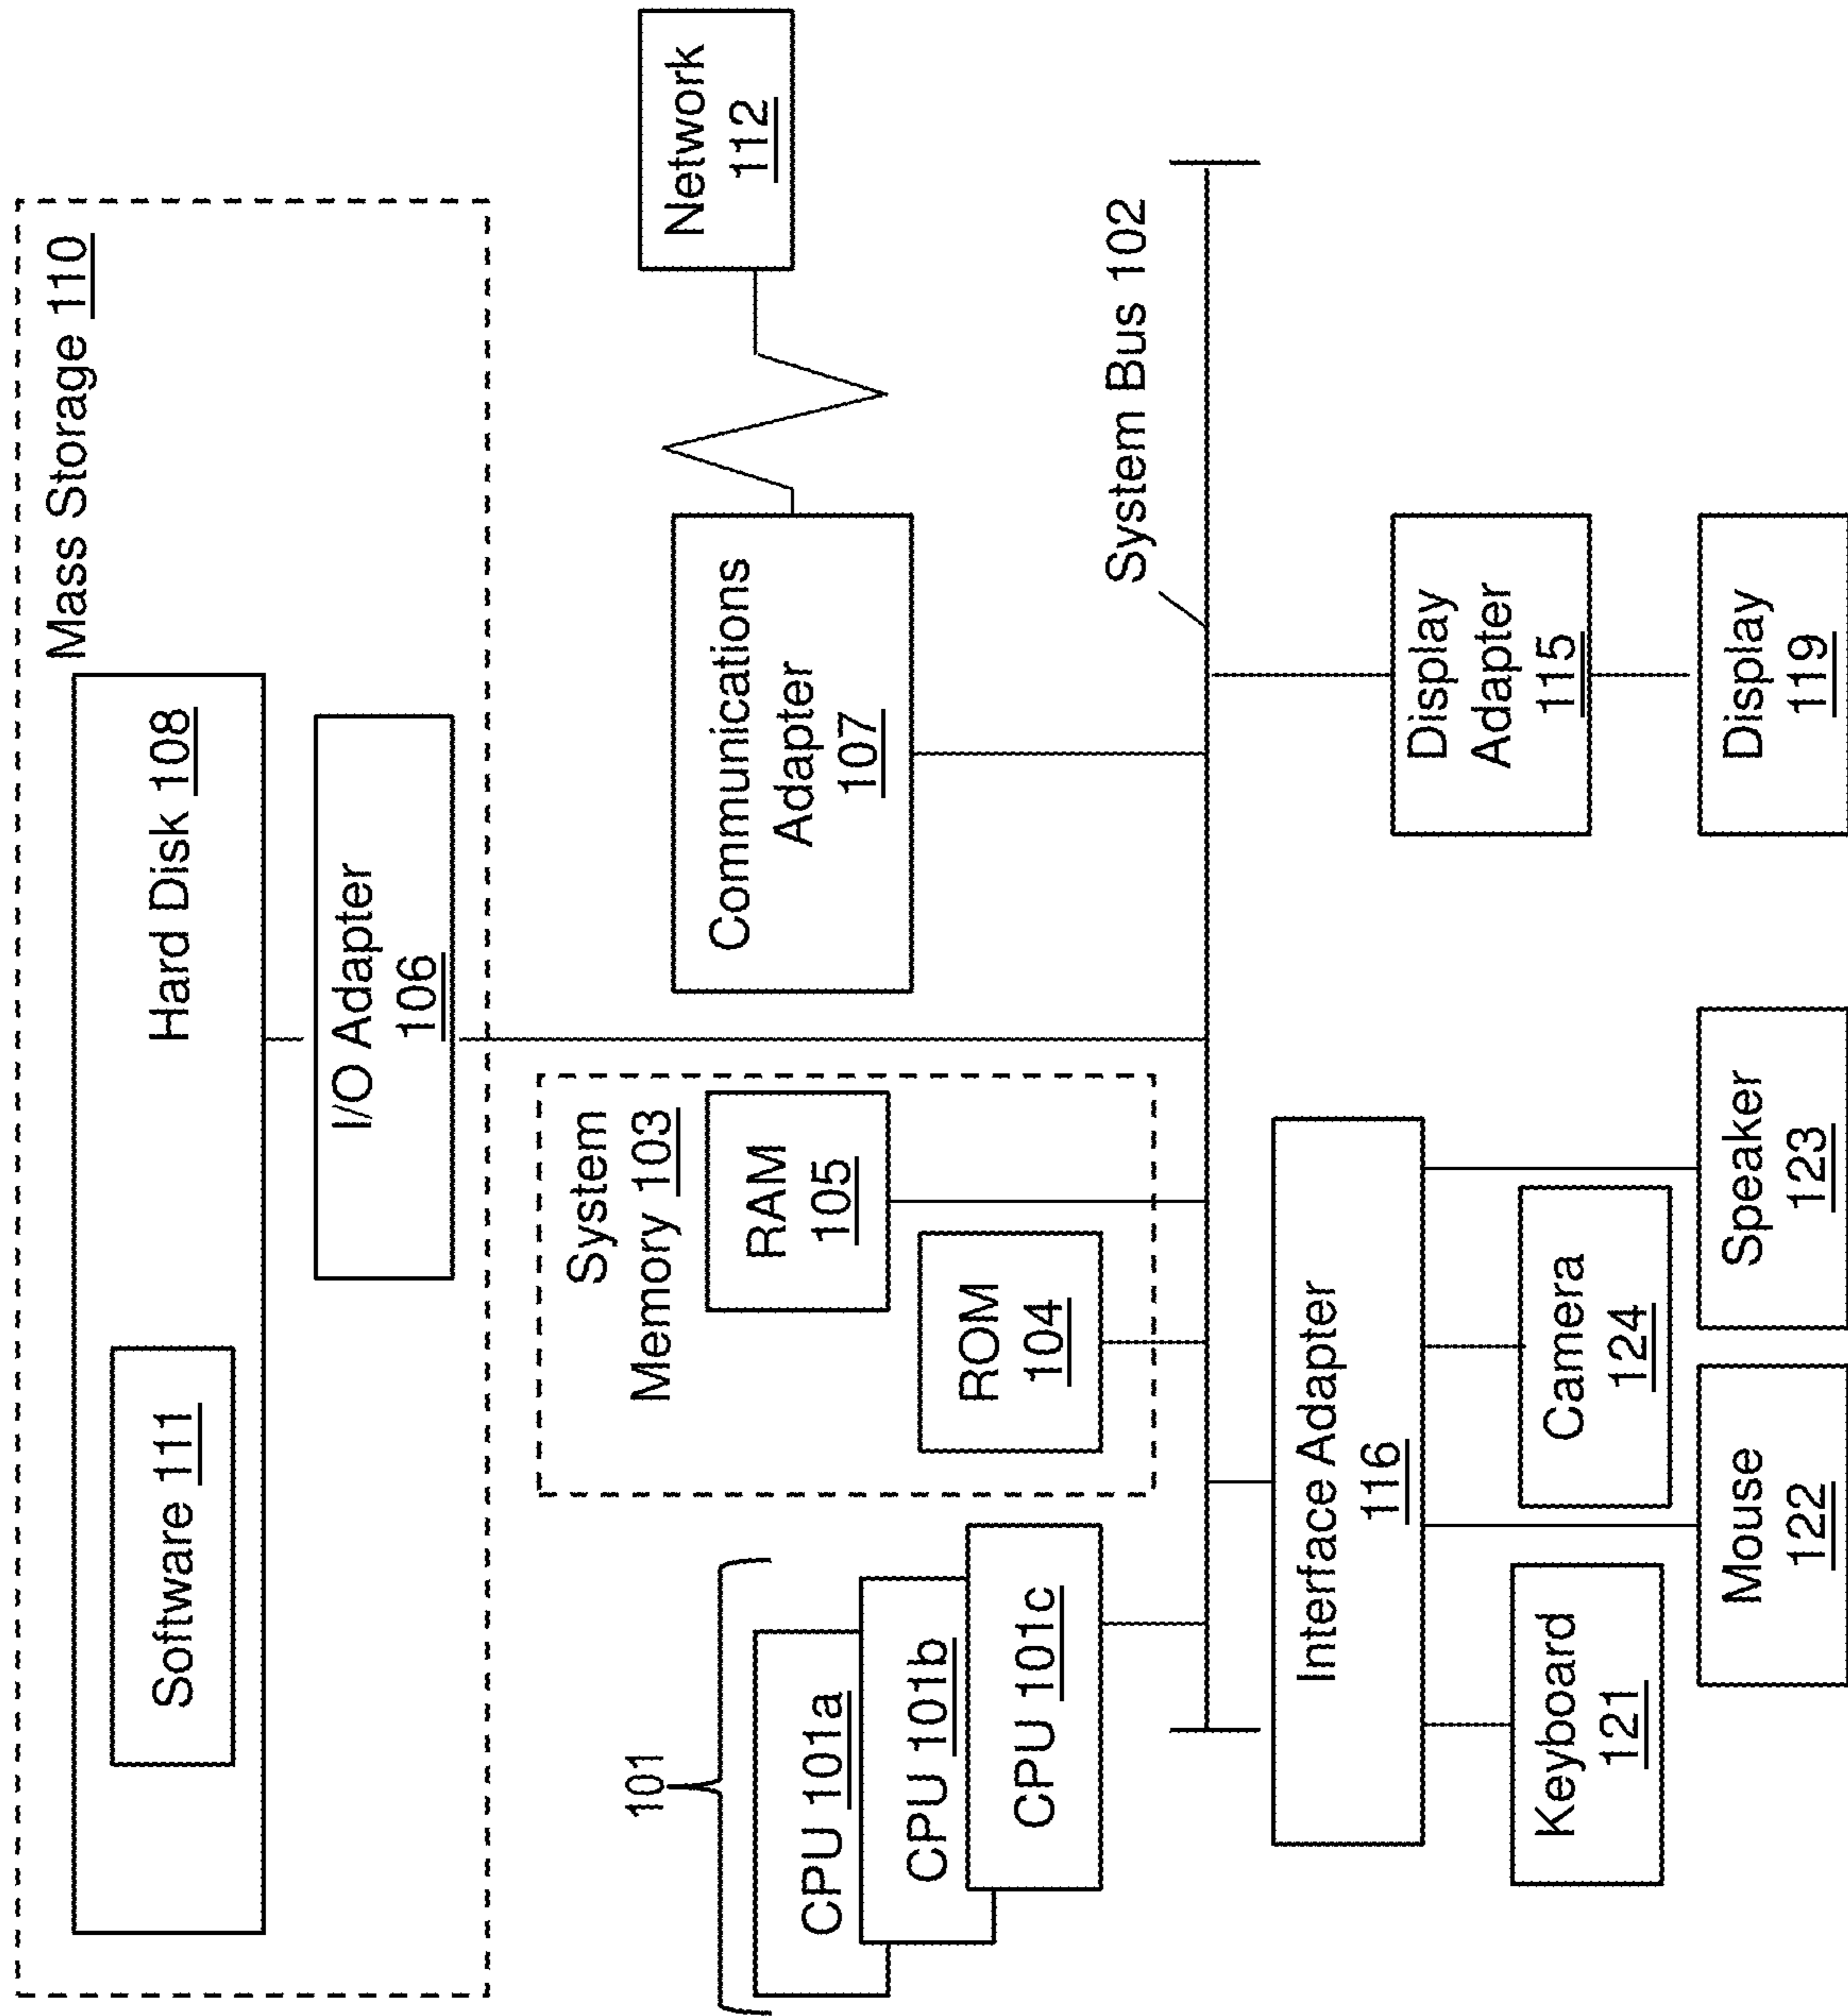 Mass Storage 110
Hard Disk 108
Software 111
I/O Adapter
106
101
CPU 101a
CPU 101b
CPU 101c
System
Memory 103
RAM
105
ROM
104
Communications
Adapter
107
Network
112
System Bus 102
Interface Adapter
116
Display
Adapter
115
Keyboard
121
Camera
124
Mouse
122
Speaker
123
Display
119